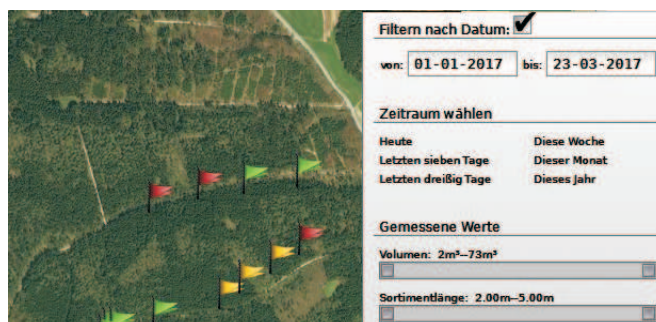 Filtern nach Datum:
von: 01-01-2017 bis: 23-03-2017
Zeitraum wählen
Heute Diese Woche
Letzten sieben Tage Dieser Monat
Letzten dreißig Tage Dieses Jahr
Gemessene Werte
Volumen: 2m³—73m³
Sortimentlänge: 2.00m—5.00m